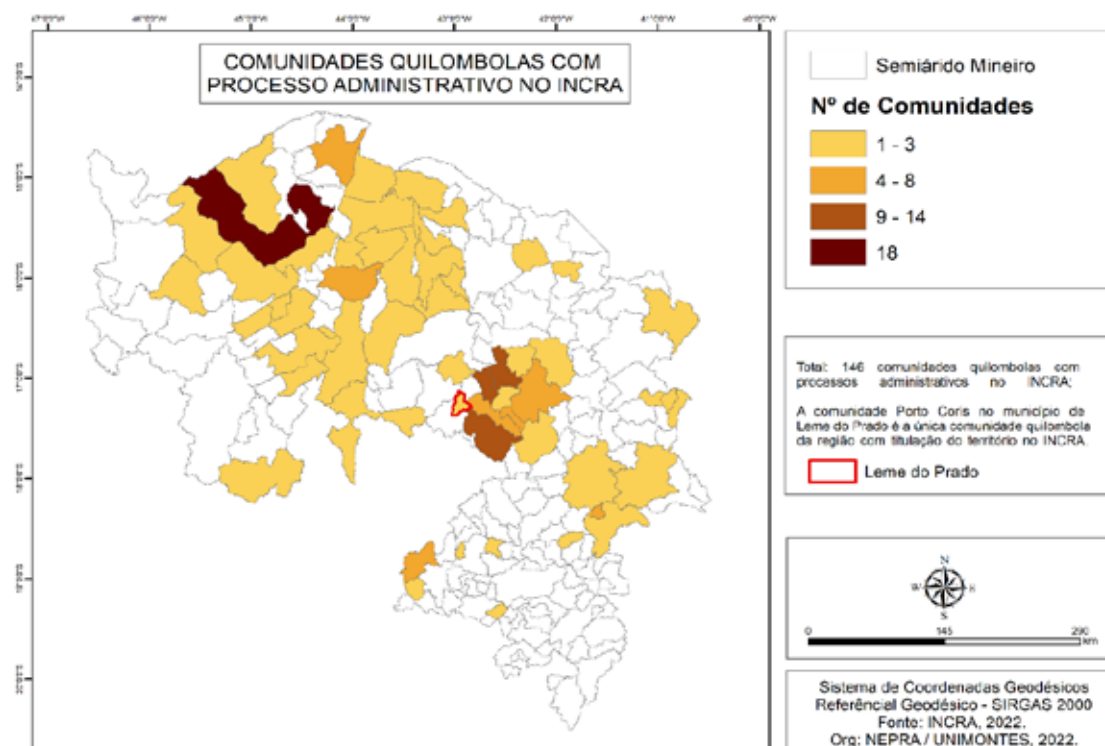 COMUNIDADES QUILOMBOLAS COM
PROCESSO ADMINISTRATIVO NO INCRA
Semiárido Mineiro
Nº de Comunidades
1 - 3
4 - 8
9 - 14
18
Total: 146 comunidades quilombolas com
processos administrativos no INCRA;
A comunidade Porto Coris no município de
Leme do Prado é a única comunidade quilombola
da região com titulação do território no INCRA.
Leme do Prado
N
W E
S
0 145 290
km
Sistema de Coordenadas Geodésicos
Referêncial Geodésico - SIRGAS 2000
Fonte: INCRA, 2022.
Org: NEPRA / UNIMONTES, 2022.